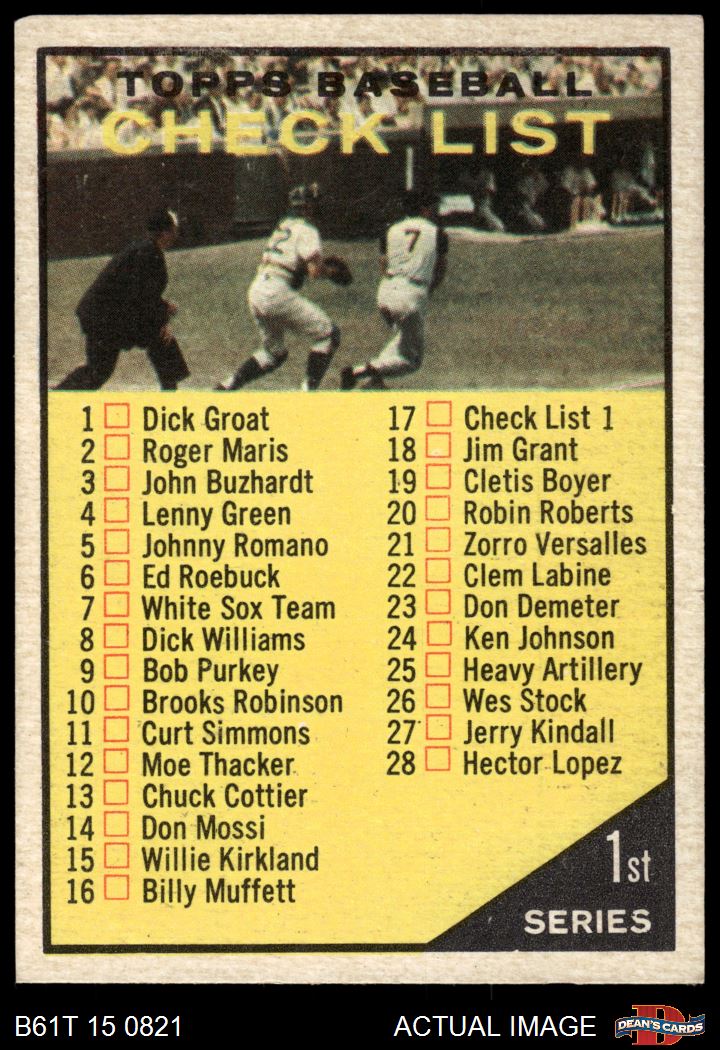 TOPPS BASEBALL
CHECK LIST
2
7
1 Dick Groat
2 Roger Maris
3 John Buzhardt
4 Lenny Green
5 Johnny Romano
6 Ed Roebuck
7 White Sox Team
8 Dick Williams
9 Bob Purkey
10 Brooks Robinson
11 Curt Simmons
12 Moe Thacker
13 Chuck Cottier
14 Don Mossi
15 Willie Kirkland
16 Billy Muffett
17 Check List 1
18 Jim Grant
19 Cletis Boyer
20 Robin Roberts
21 Zorro Versalles
22 Clem Labine
23 Don Demeter
24 Ken Johnson
25 Heavy Artillery
26 Wes Stock
27 Jerry Kindall
28 Hector Lopez
1st
SERIES
B61T 15 0821
ACTUAL IMAGE
DEAN'S CARDS